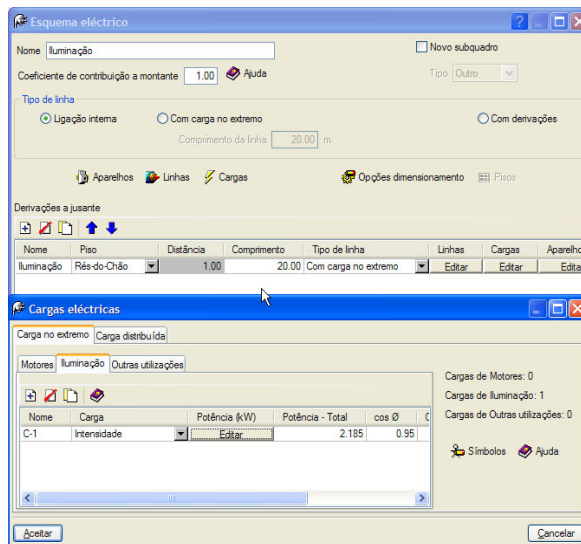 Esquema eléctrico
Nome Iluminação Novo subquadro
Coeficiente de contribuição a montante 1.00 Ajuda Tipo Outro
Tipo de linha
Ligação interna Com carga no extremo Com derivações
Comprimento da linha 20.00 m
Aparelhos Linhas Cargas Opções dimensionamento Pisos
Derivações a jusante
Nome Piso Distância Comprimento Tipo de linha Linhas Cargas Aparelho
Iluminação Rés-do-Chão 1.00 20.00 Com carga no extremo Editar Editar Edita
Cargas eléctricas
Carga no extremo Carga distribuída
Motores Iluminação Outras utilizações
Cargas de Motores: 0
Cargas de Iluminação: 1
Cargas de Outras utilizações: 0
Nome Carga Potência (kW) Potência - Total cos Ø
C-1 Intensidade Editar 2.185 0.95
Símbolos Ajuda
Aceitar Cancelar